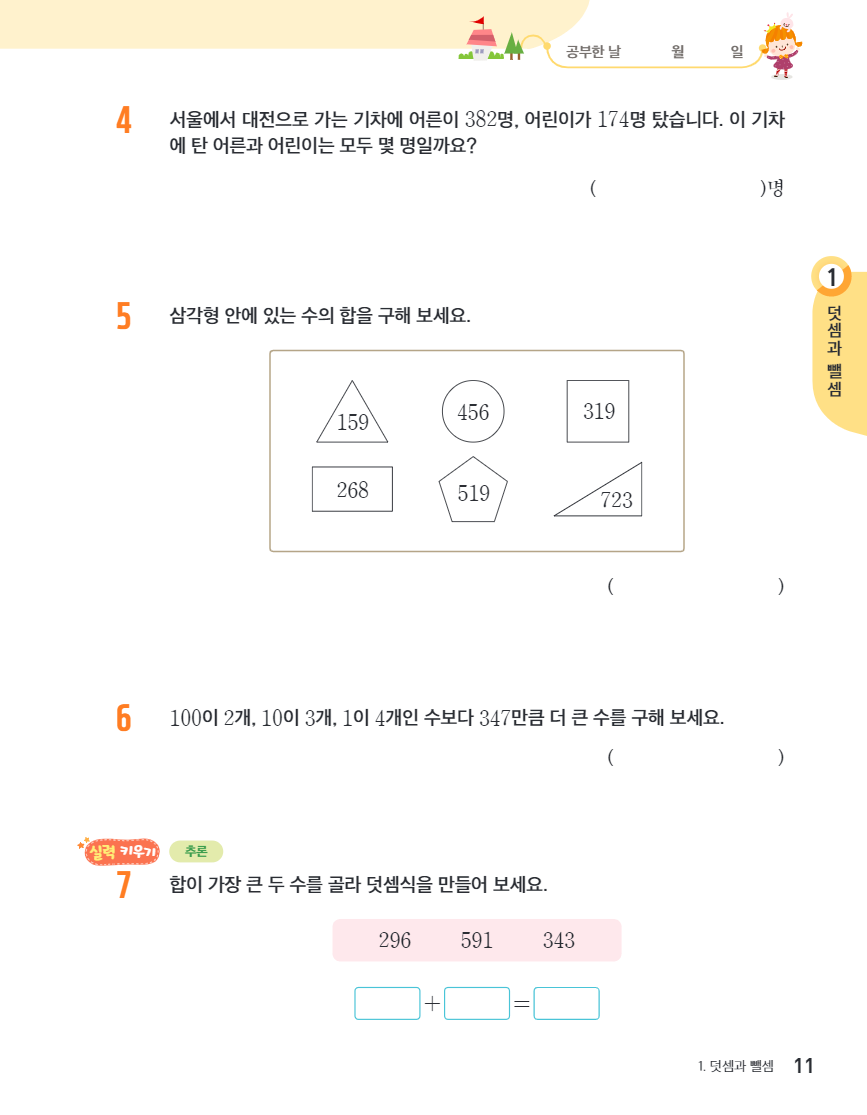 공부한 날 월 일
4 서울에서 대전으로 가는 기차에 어른이 382명, 어린이가 174명 탔습니다. 이 기차
에 탄 어른과 어린이는 모두 몇 명일까요?
( )명
1
덧셈과 뺄셈
5 삼각형 안에 있는 수의 합을 구해 보세요.
159 456 319
268 519 723
( )
6 100이 2개, 10이 3개, 1이 4개인 수보다 347만큼 더 큰 수를 구해 보세요.
( )
실력 키우기 추론
7 합이 가장 큰 두 수를 골라 덧셈식을 만들어 보세요.
296 591 343
+ =
1. 덧셈과 뺄셈 11